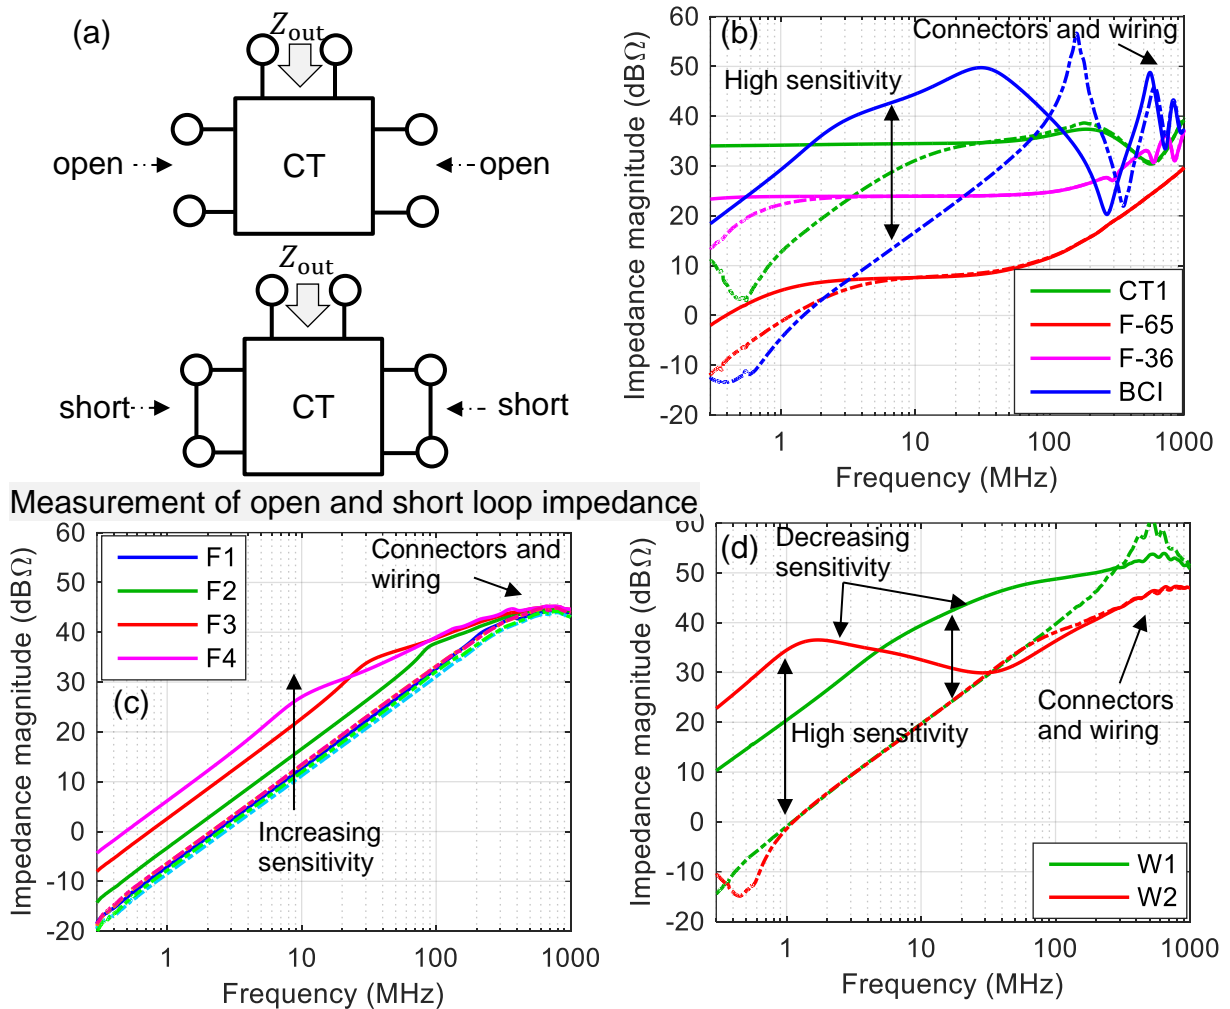 (a)
Zout
open
CT
open
Zout
short
CT
short
Measurement of open and short loop impedance
(b)
Connectors and wiring
High sensitivity
Impedance magnitude (dBΩ)
60
50
40
30
20
10
0
-10
-20
CT1
F-65
F-36
BCI
1
10
100
1000
Frequency (MHz)
(c)
F1
F2
F3
F4
Connectors and
wiring
Increasing
sensitivity
Impedance magnitude (dBΩ)
60
50
40
30
20
10
0
-10
-20
1
10
100
1000
Frequency (MHz)
(d)
Decreasing
sensitivity
High sensitivity
Connectors
and wiring
Impedance magnitude (dBΩ)
60
50
40
30
20
10
0
-10
-20
W1
W2
1
10
100
1000
Frequency (MHz)